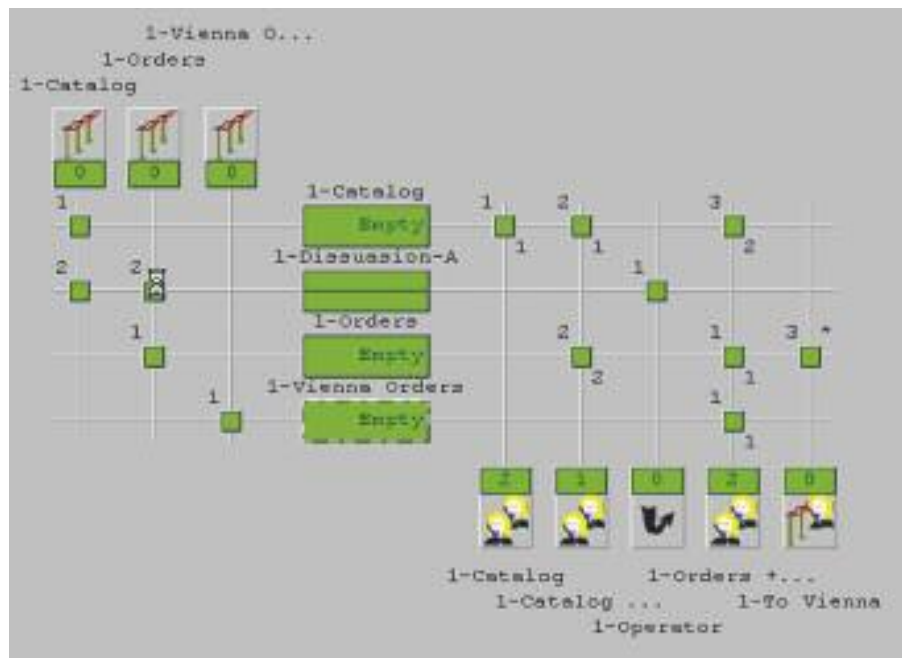 1-Vienna O...
1-Orders
1-Catalog
0 0 0
1-Catalog
1 1 2 3
Empty
1 1 2
1-Dissuasion-A
2 2 1
1-Orders
1 2 1 3 *
Empty
2 1
1-Vienna Orders
1 1
Empty
1
2 1 0 2 0
1-Catalog 1-Orders +...
1-Catalog ... 1-To Vienna
1-Operator